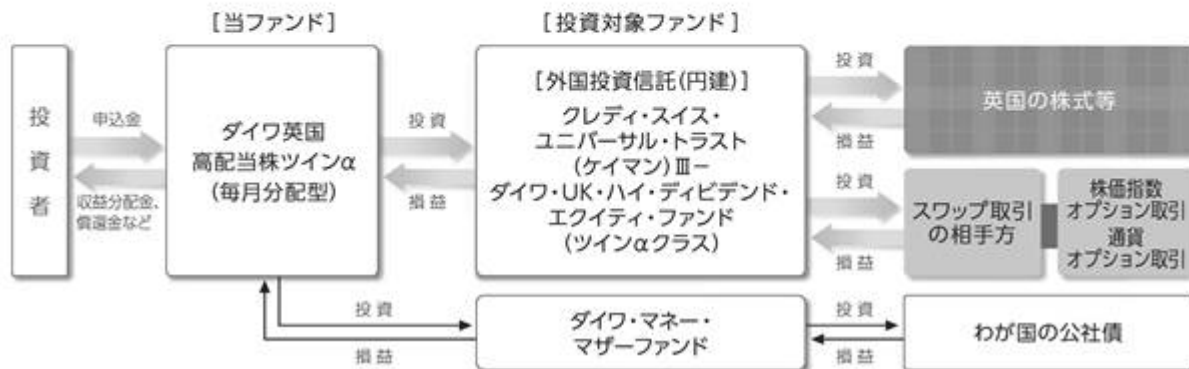 [当ファンド]
[投資対象ファンド]
投資者
申込金
収益分配金、
償還金など
ダイワ英国
高配当株ツインα
(毎月分配型)
投資
損益
[外国投資信託(円建)]
クレディ・スイス・
ユニバーサル・トラスト
(ケイマン)Ⅲ−
ダイワ・UK・ハイ・ディビデンド・
エクイティ・ファンド
(ツインαクラス)
投資
損益
英国の株式等
投資
損益
スワップ取引
の相手方
株価指数
オプション取引
通貨
オプション取引
投資
損益
ダイワ・マネー・
マザーファンド
投資
損益
わが国の公社債